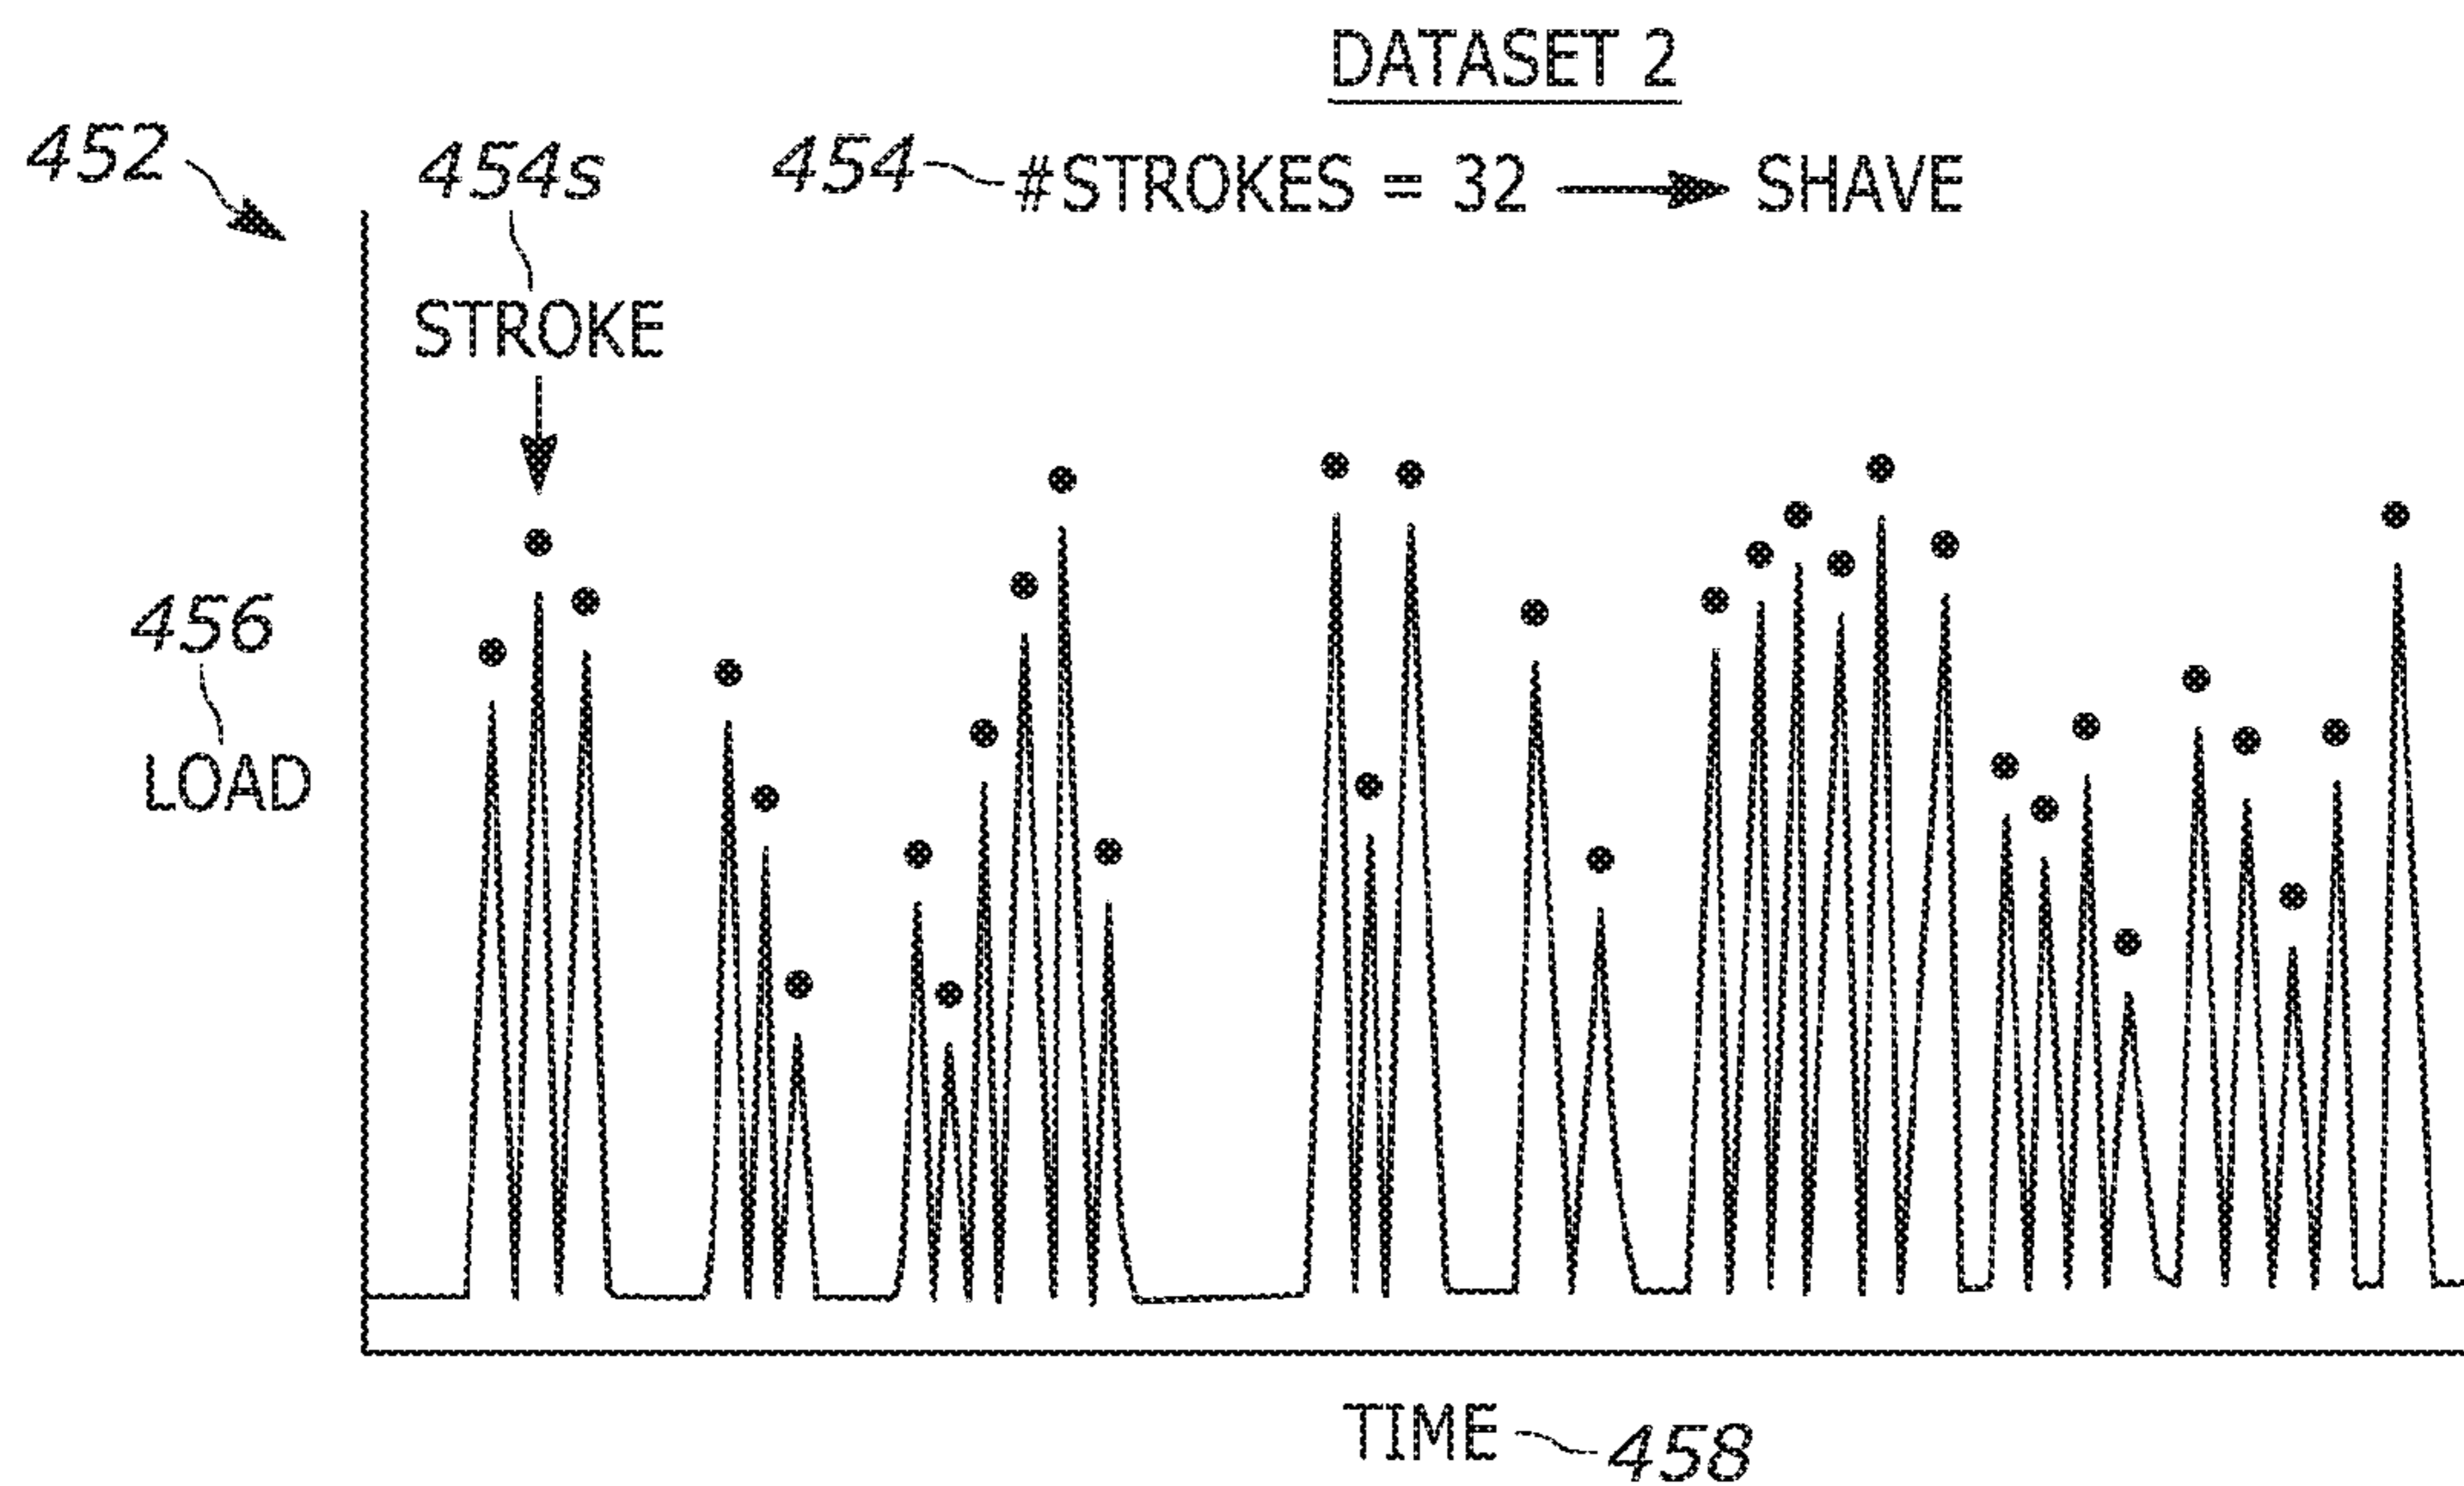 DATASET 2
452
454s
454 #STROKES = 32 → SHAVE
STROKE
456
LOAD
TIME 458